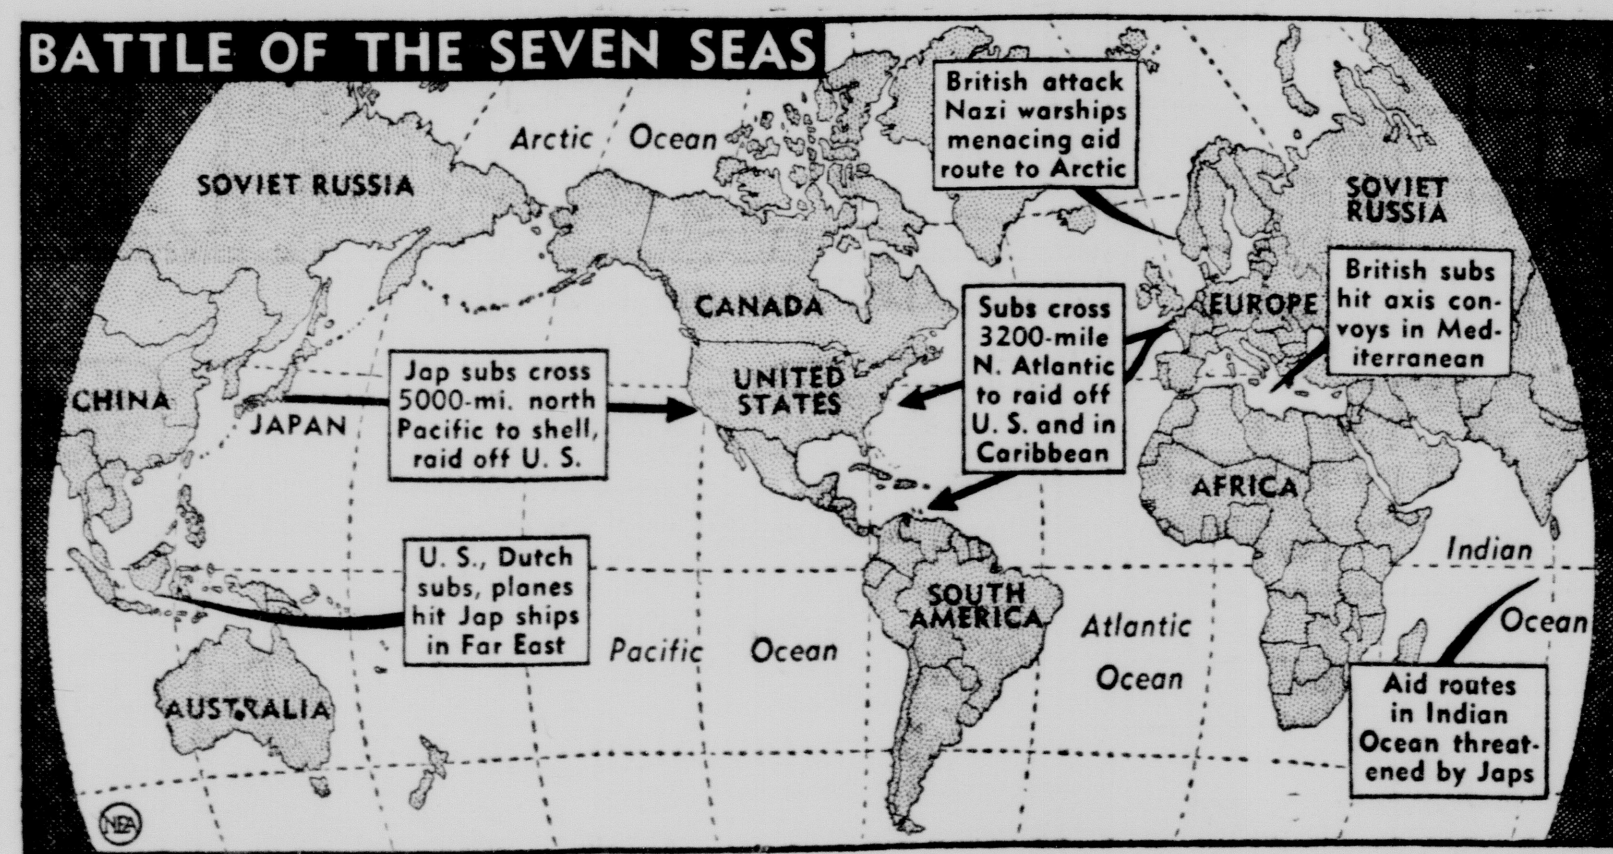 BATTLE OF THE SEVEN SEAS
British attack
Nazi warships
menacing aid
route to Arctic
Arctic Ocean
SOVIET RUSSIA
SOVIET
RUSSIA
British subs
hit axis con-
voys in Med-
iterranean
CANADA
EUROPE
Subs cross
3200-mile
N. Atlantic
to raid off
U. S. and in
Caribbean
Jap subs cross
5000-mi. north
Pacific to shell,
raid off U. S.
UNITED
STATES
CHINA
JAPAN
AFRICA
U. S., Dutch
subs, planes
hit Jap ships
in Far East
Indian
Ocean
SOUTH
AMERICA
Atlantic
Ocean
Pacific Ocean
AUSTRALIA
Aid routes
in Indian
Ocean threat-
ened by Japs
NEA